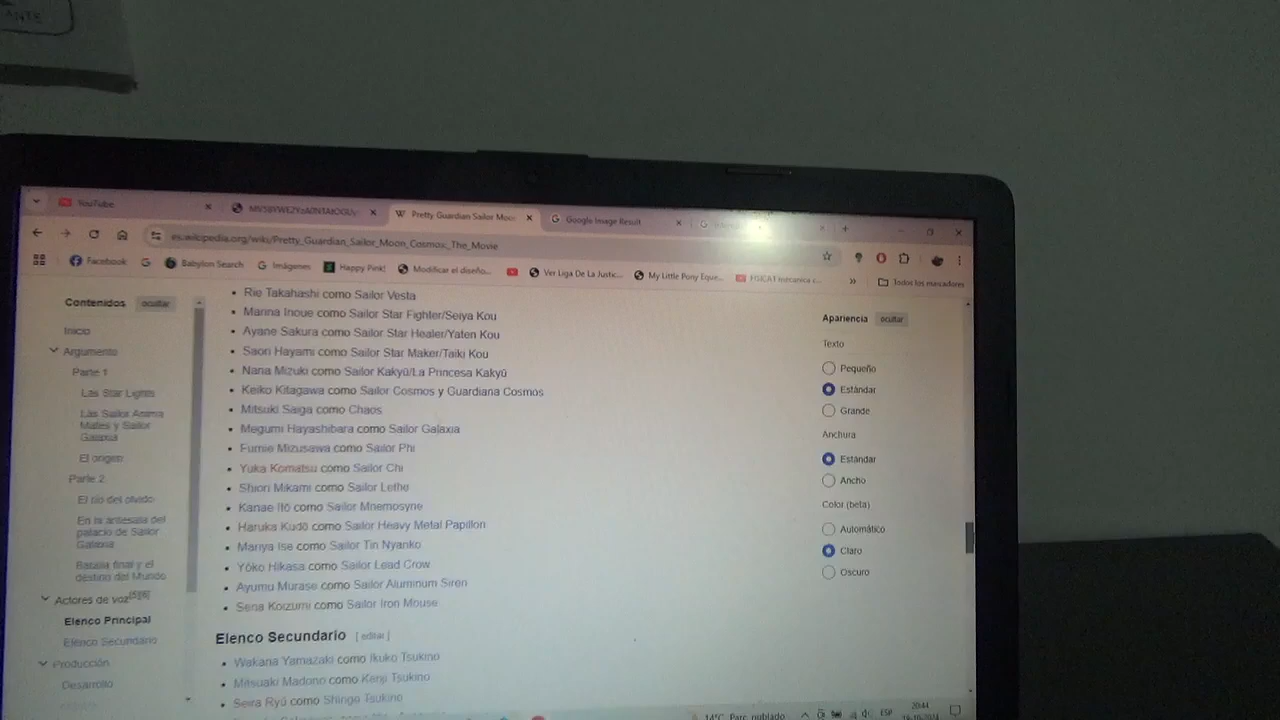 ANTE
YouTube
Pretty Guardian Sailor Moon
Google Image Result
es.wikipedia.org/wiki/Pretty_Guardian_Sailor_Moon_Cosmos_The_Movie
Facebook
Babylon Search
Imágenes
Happy Pink!
Modificar el diseño...
Ver Liga De La Justic...
My Little Pony Eque...
»
Todos los marcadores
Contenidos
ocultar
Inicio
Argumento
Parte 1
Las Star Lights
Las Sailor Anima
Mates y Sailor
Galaxia
El origen
Parte 2
El río del olvido
En la antesala del
palacio de Sailor
Galaxia
Batalla final y el
destino del Mundo
Actores de voz[5][6]
Elenco Principal
Elenco Secundario
Producción
Desarrollo
• Rie Takahashi como Sailor Vesta
• Marina Inoue como Sailor Star Fighter/Seiya Kou
• Ayane Sakura como Sailor Star Healer/Yaten Kou
• Saori Hayami como Sailor Star Maker/Taiki Kou
• Nana Mizuki como Sailor Kakyū/La Princesa Kakyū
• Keiko Kitagawa como Sailor Cosmos y Guardiana Cosmos
• Mitsuki Saiga como Chaos
• Megumi Hayashibara como Sailor Galaxia
• Fumie Mizusawa como Sailor Phi
• Yuka Komatsu como Sailor Chi
• Shiori Mikami como Sailor Lethe
• Kanae Itō como Sailor Mnemosyne
• Haruka Kudō como Sailor Heavy Metal Papillon
• Mariya Ise como Sailor Tin Nyanko
• Yōko Hikasa como Sailor Lead Crow
• Ayumu Murase como Sailor Aluminum Siren
• Sena Koizumi como Sailor Iron Mouse
Elenco Secundario [ editar ]
• Wakana Yamazaki como Ikuko Tsukino
• Mitsuaki Madono como Kenji Tsukino
• Seira Ryū como Shingo Tsukino
Apariencia
ocultar
Texto
Pequeño
Estándar
Grande
Anchura
Estándar
Ancho
Color (beta)
Automático
Claro
Oscuro
14°C Parc. nublado
ESP
20:44